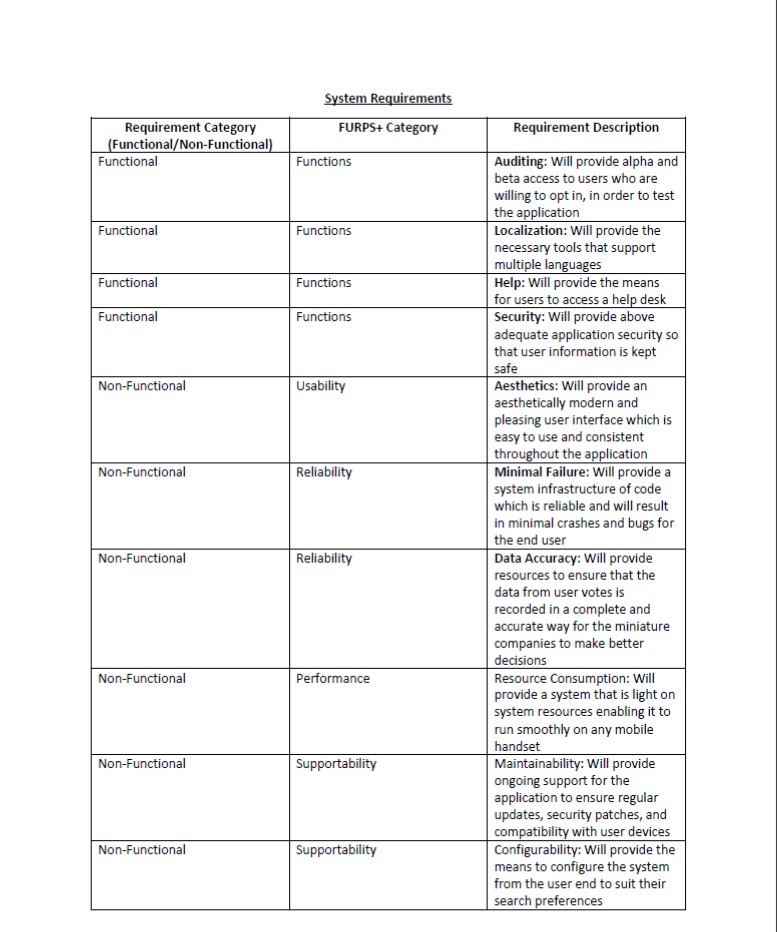 System Requirements
Requirement Category
(Functional/Non-Functional)
FURPS+ Category
Requirement Description
Functional
Functions
Auditing: Will provide alpha and
beta access to users who are
willing to opt in, in order to test
the application
Functional
Functions
Localization: Will provide the
necessary tools that support
multiple languages
Functional
Functions
Help: Will provide the means
for users to access a help desk
Functional
Functions
Security: Will provide above
adequate application security so
that user information is kept
safe
Non-Functional
Usability
Aesthetics: Will provide an
aesthetically modern and
pleasing user interface which is
easy to use and consistent
throughout the application
Non-Functional
Reliability
Minimal Failure: Will provide a
system infrastructure of code
which is reliable and will result
in minimal crashes and bugs for
the end user
Non-Functional
Reliability
Data Accuracy: Will provide
resources to ensure that the
data from user votes is
recorded in a complete and
accurate way for the miniature
companies to make better
decisions
Non-Functional
Performance
Resource Consumption: Will
provide a system that is light on
system resources enabling it to
run smoothly on any mobile
handset
Non-Functional
Supportability
Maintainability: Will provide
ongoing support for the
application to ensure regular
updates, security patches, and
compatibility with user devices
Non-Functional
Supportability
Configurability: Will provide the
means to configure the system
from the user end to suit their
search preferences